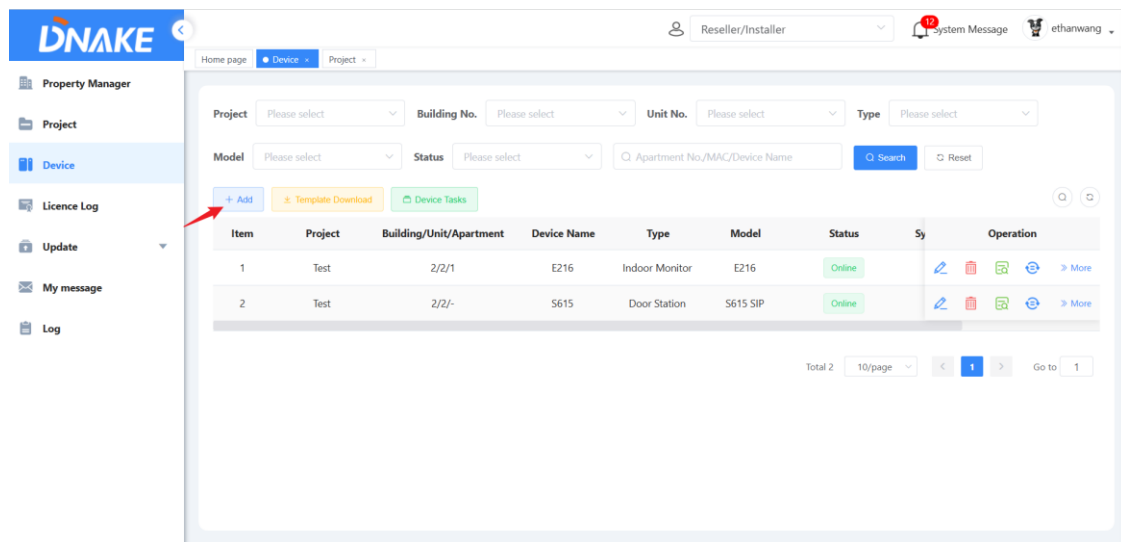 DNAKE
Reseller/Installer
12
System Message
ethanwang
Home page
Device ×
Project ×
Property Manager
Project
Device
Licence Log
Update
My message
Log
Project Please select Building No. Please select Unit No. Please select Type Please select
Model Please select Status Please select Apartment No./MAC/Device Name Search Reset
+ Add Template Download Device Tasks
Item Project Building/Unit/Apartment Device Name Type Model Status Sy Operation
1 Test 2/2/1 E216 Indoor Monitor E216 Online » More
2 Test 2/2/- S615 Door Station S615 SIP Online » More
Total 2 10/page < 1 > Go to 1